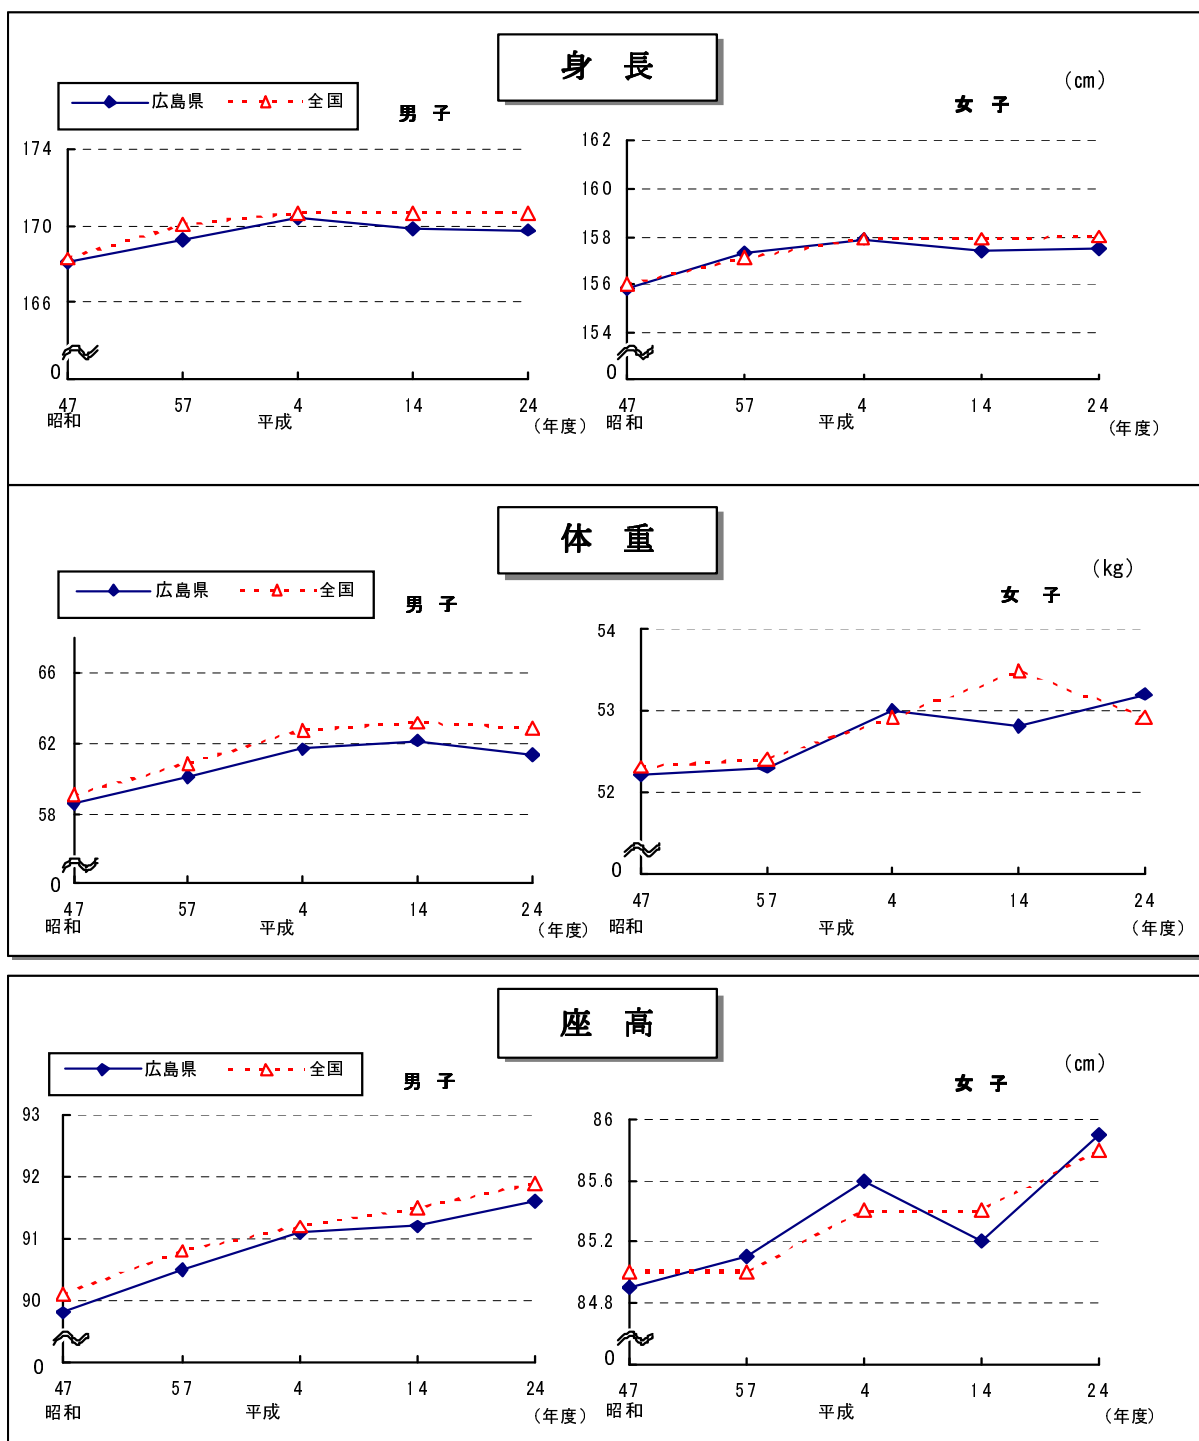 身 長
(cm)
広島県 全国
男 子
女 子
174
170
166
0
47 57 4 14 24
昭和 平成 (年度)
162
160
158
156
154
0
47 57 4 14 24
昭和 平成 (年度)
体 重
(kg)
広島県 全国
男 子
女 子
66
62
58
0
47 57 4 14 24
昭和 平成 (年度)
54
53
52
0
47 57 4 14 24
昭和 平成 (年度)
座 高
(cm)
広島県 全国
男 子
女 子
93
92
91
90
0
47 57 4 14 24
昭和 平成 (年度)
86
85.6
85.2
84.8
0
47 57 4 14 24
昭和 平成 (年度)